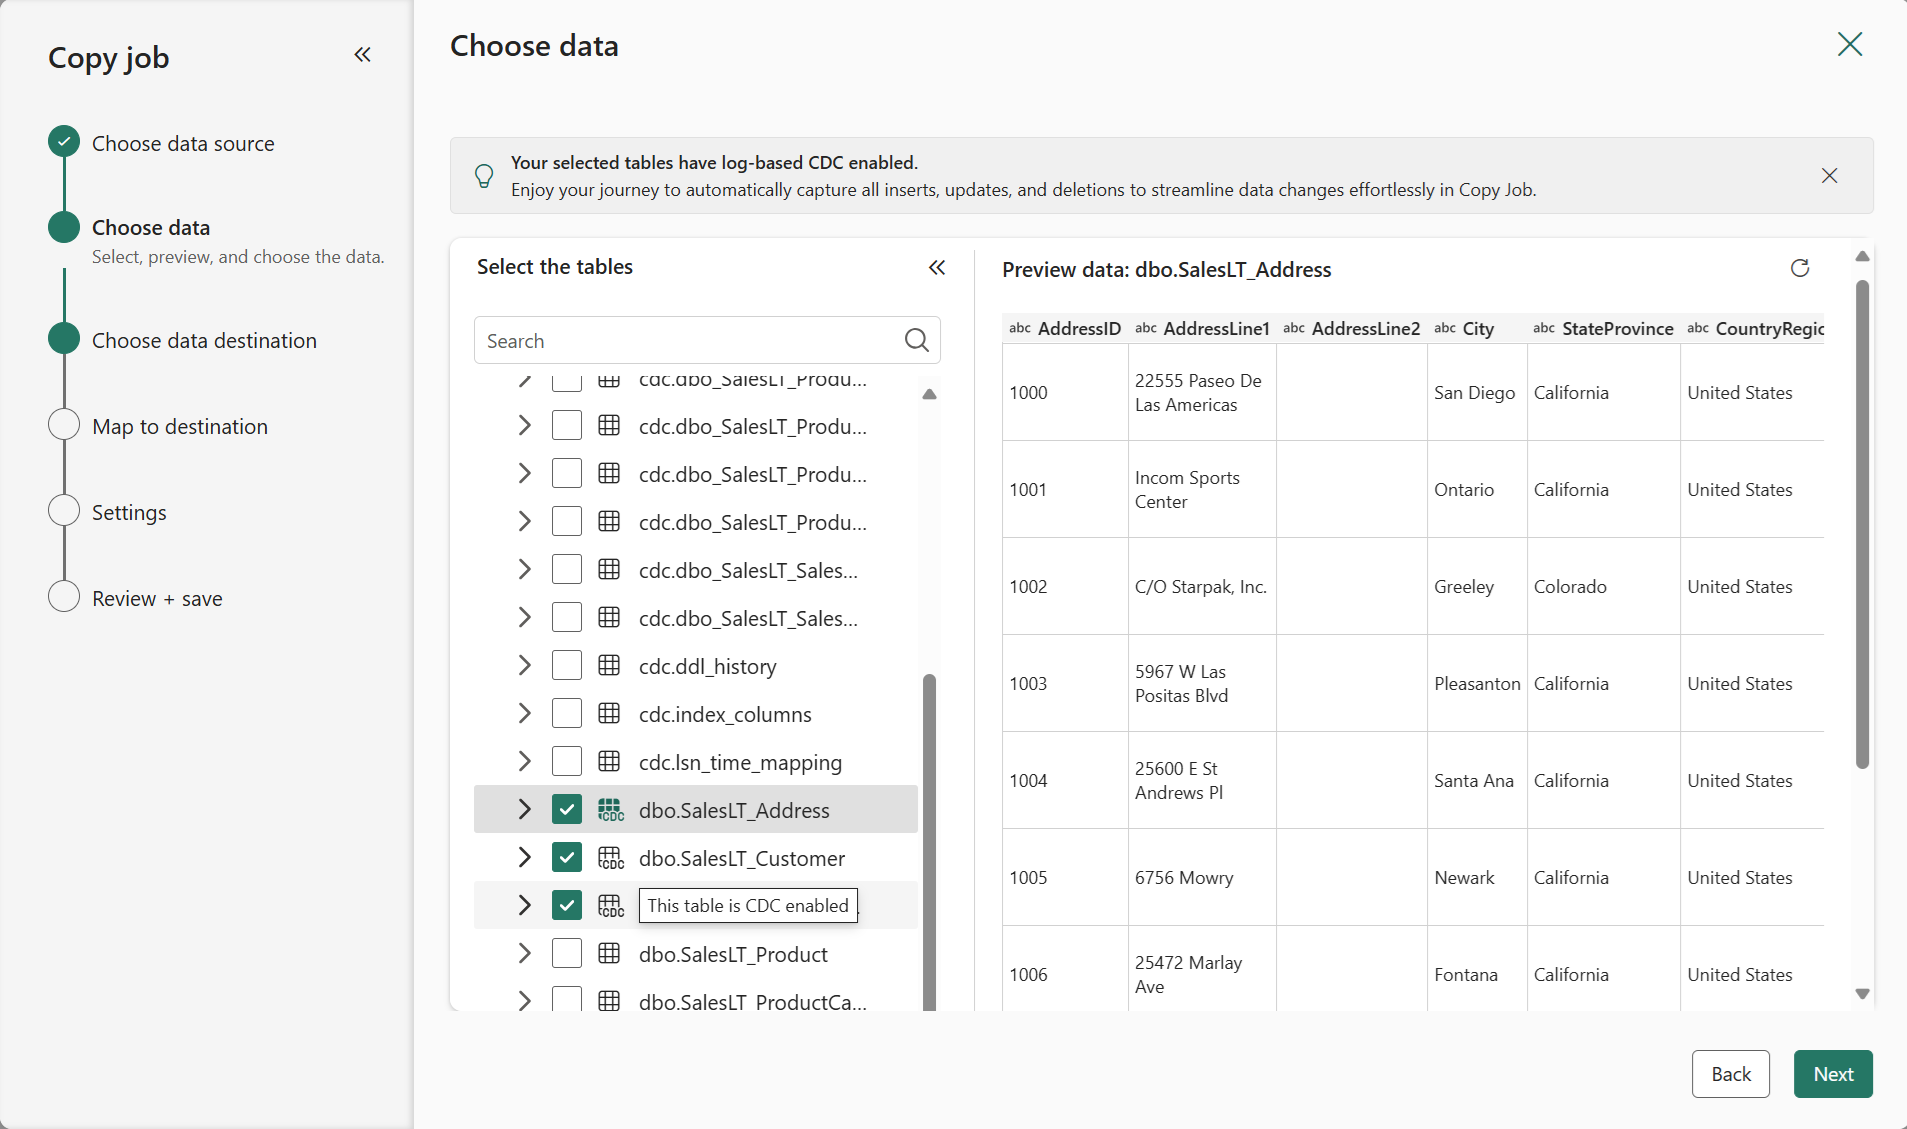 Copy job
Choose data source
Choose data
Select, preview, and choose the data.
Choose data destination
Map to destination
Settings
Review + save
Choose data
Your selected tables have log-based CDC enabled.
Enjoy your journey to automatically capture all inserts, updates, and deletions to streamline data changes effortlessly in Copy Job.
Select the tables
Search
cdc.dbo_SalesLT_Produ...
cdc.dbo_SalesLT_Produ...
cdc.dbo_SalesLT_Produ...
cdc.dbo_SalesLT_Produ...
cdc.dbo_SalesLT_Sales...
cdc.dbo_SalesLT_Sales...
cdc.ddl_history
cdc.index_columns
cdc.lsn_time_mapping
CDC dbo.SalesLT_Address
CDC dbo.SalesLT_Customer
CDC This table is CDC enabled
dbo.SalesLT_Product
dbo.SalesLT_ProductCa...
Preview data: dbo.SalesLT_Address
abc AddressID abc AddressLine1 abc AddressLine2 abc City abc StateProvince abc CountryRegic
1000 22555 Paseo De Las Americas San Diego California United States
1001 Incom Sports Center Ontario California United States
1002 C/O Starpak, Inc. Greeley Colorado United States
1003 5967 W Las Positas Blvd Pleasanton California United States
1004 25600 E St Andrews Pl Santa Ana California United States
1005 6756 Mowry Newark California United States
1006 25472 Marlay Ave Fontana California United States
Back
Next